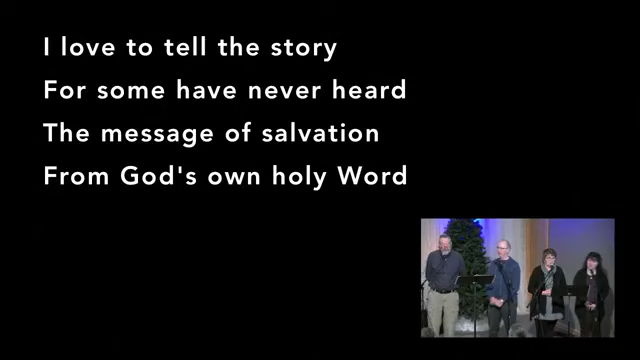 I love to tell the story
For some have never heard
The message of salvation
From God's own holy Word